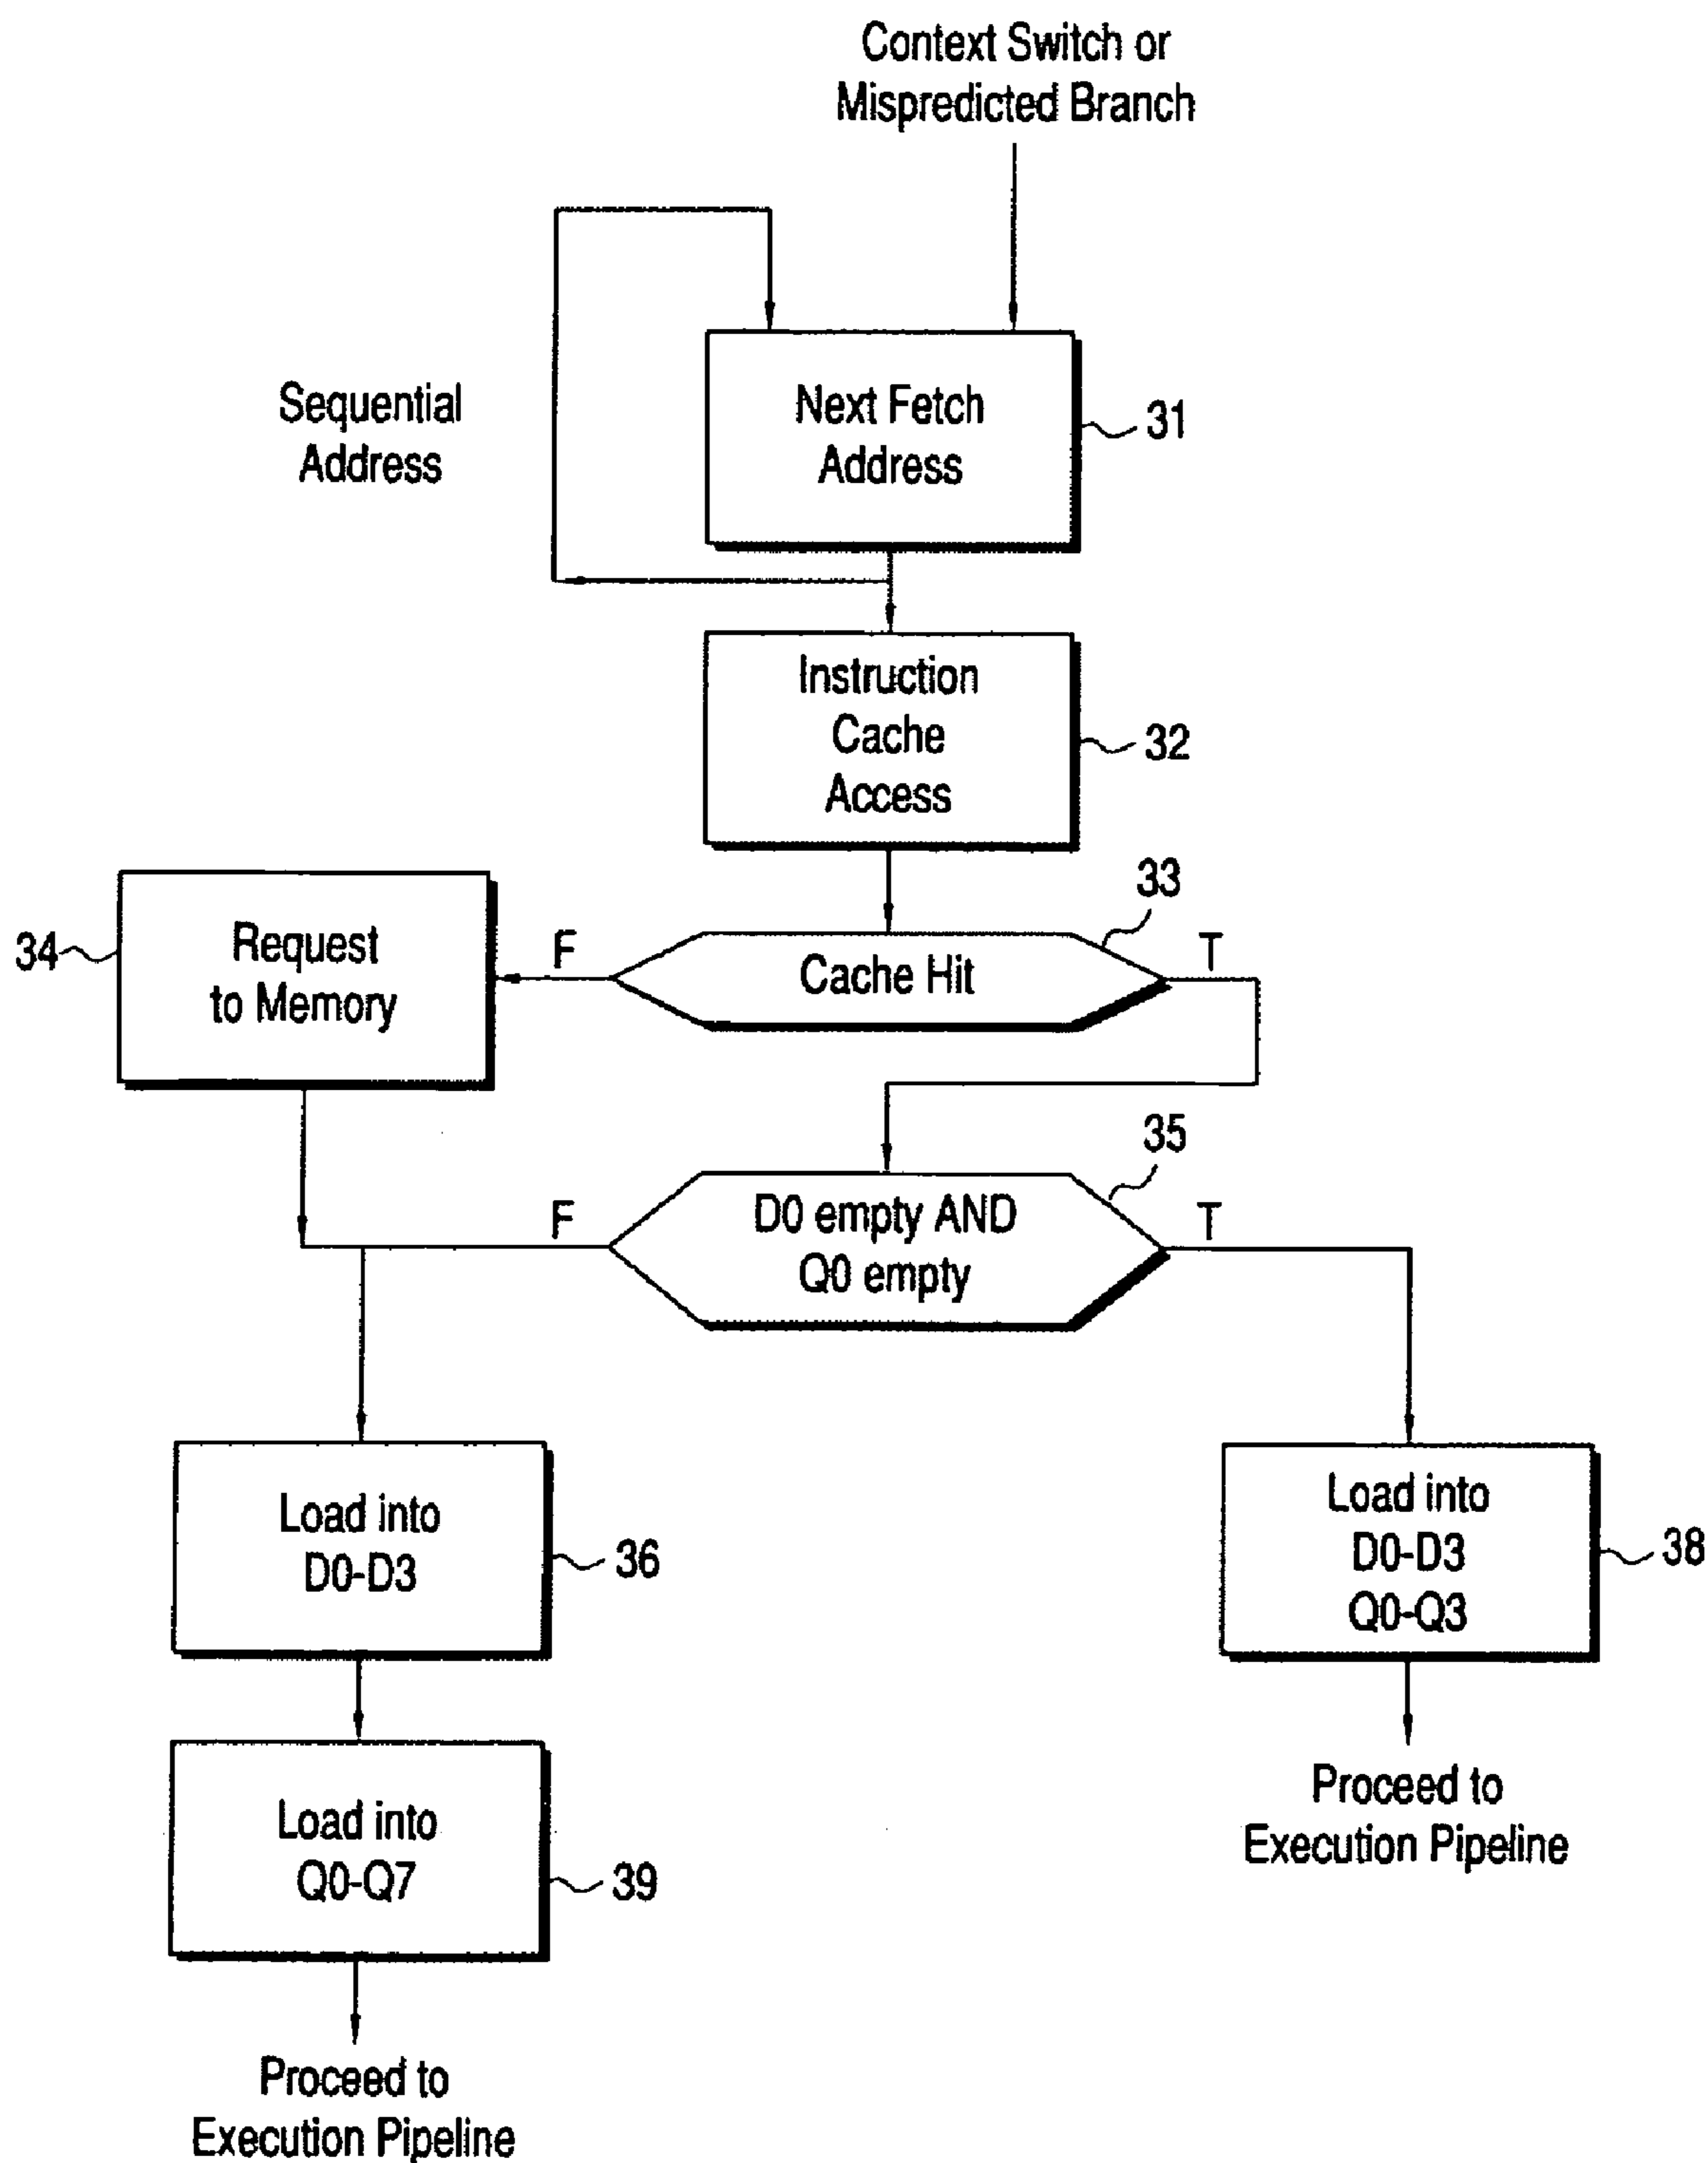 Context Switch or
Mispredicted Branch
Sequential
Address
Next Fetch
Address
31
Instruction
Cache
Access
32
33
34
Request
to Memory
F
Cache Hit
T
35
F
D0 empty AND
Q0 empty
T
Load into
D0-D3
36
Load into
D0-D3
Q0-Q3
38
Load into
Q0-Q7
39
Proceed to
Execution Pipeline
Proceed to
Execution Pipeline